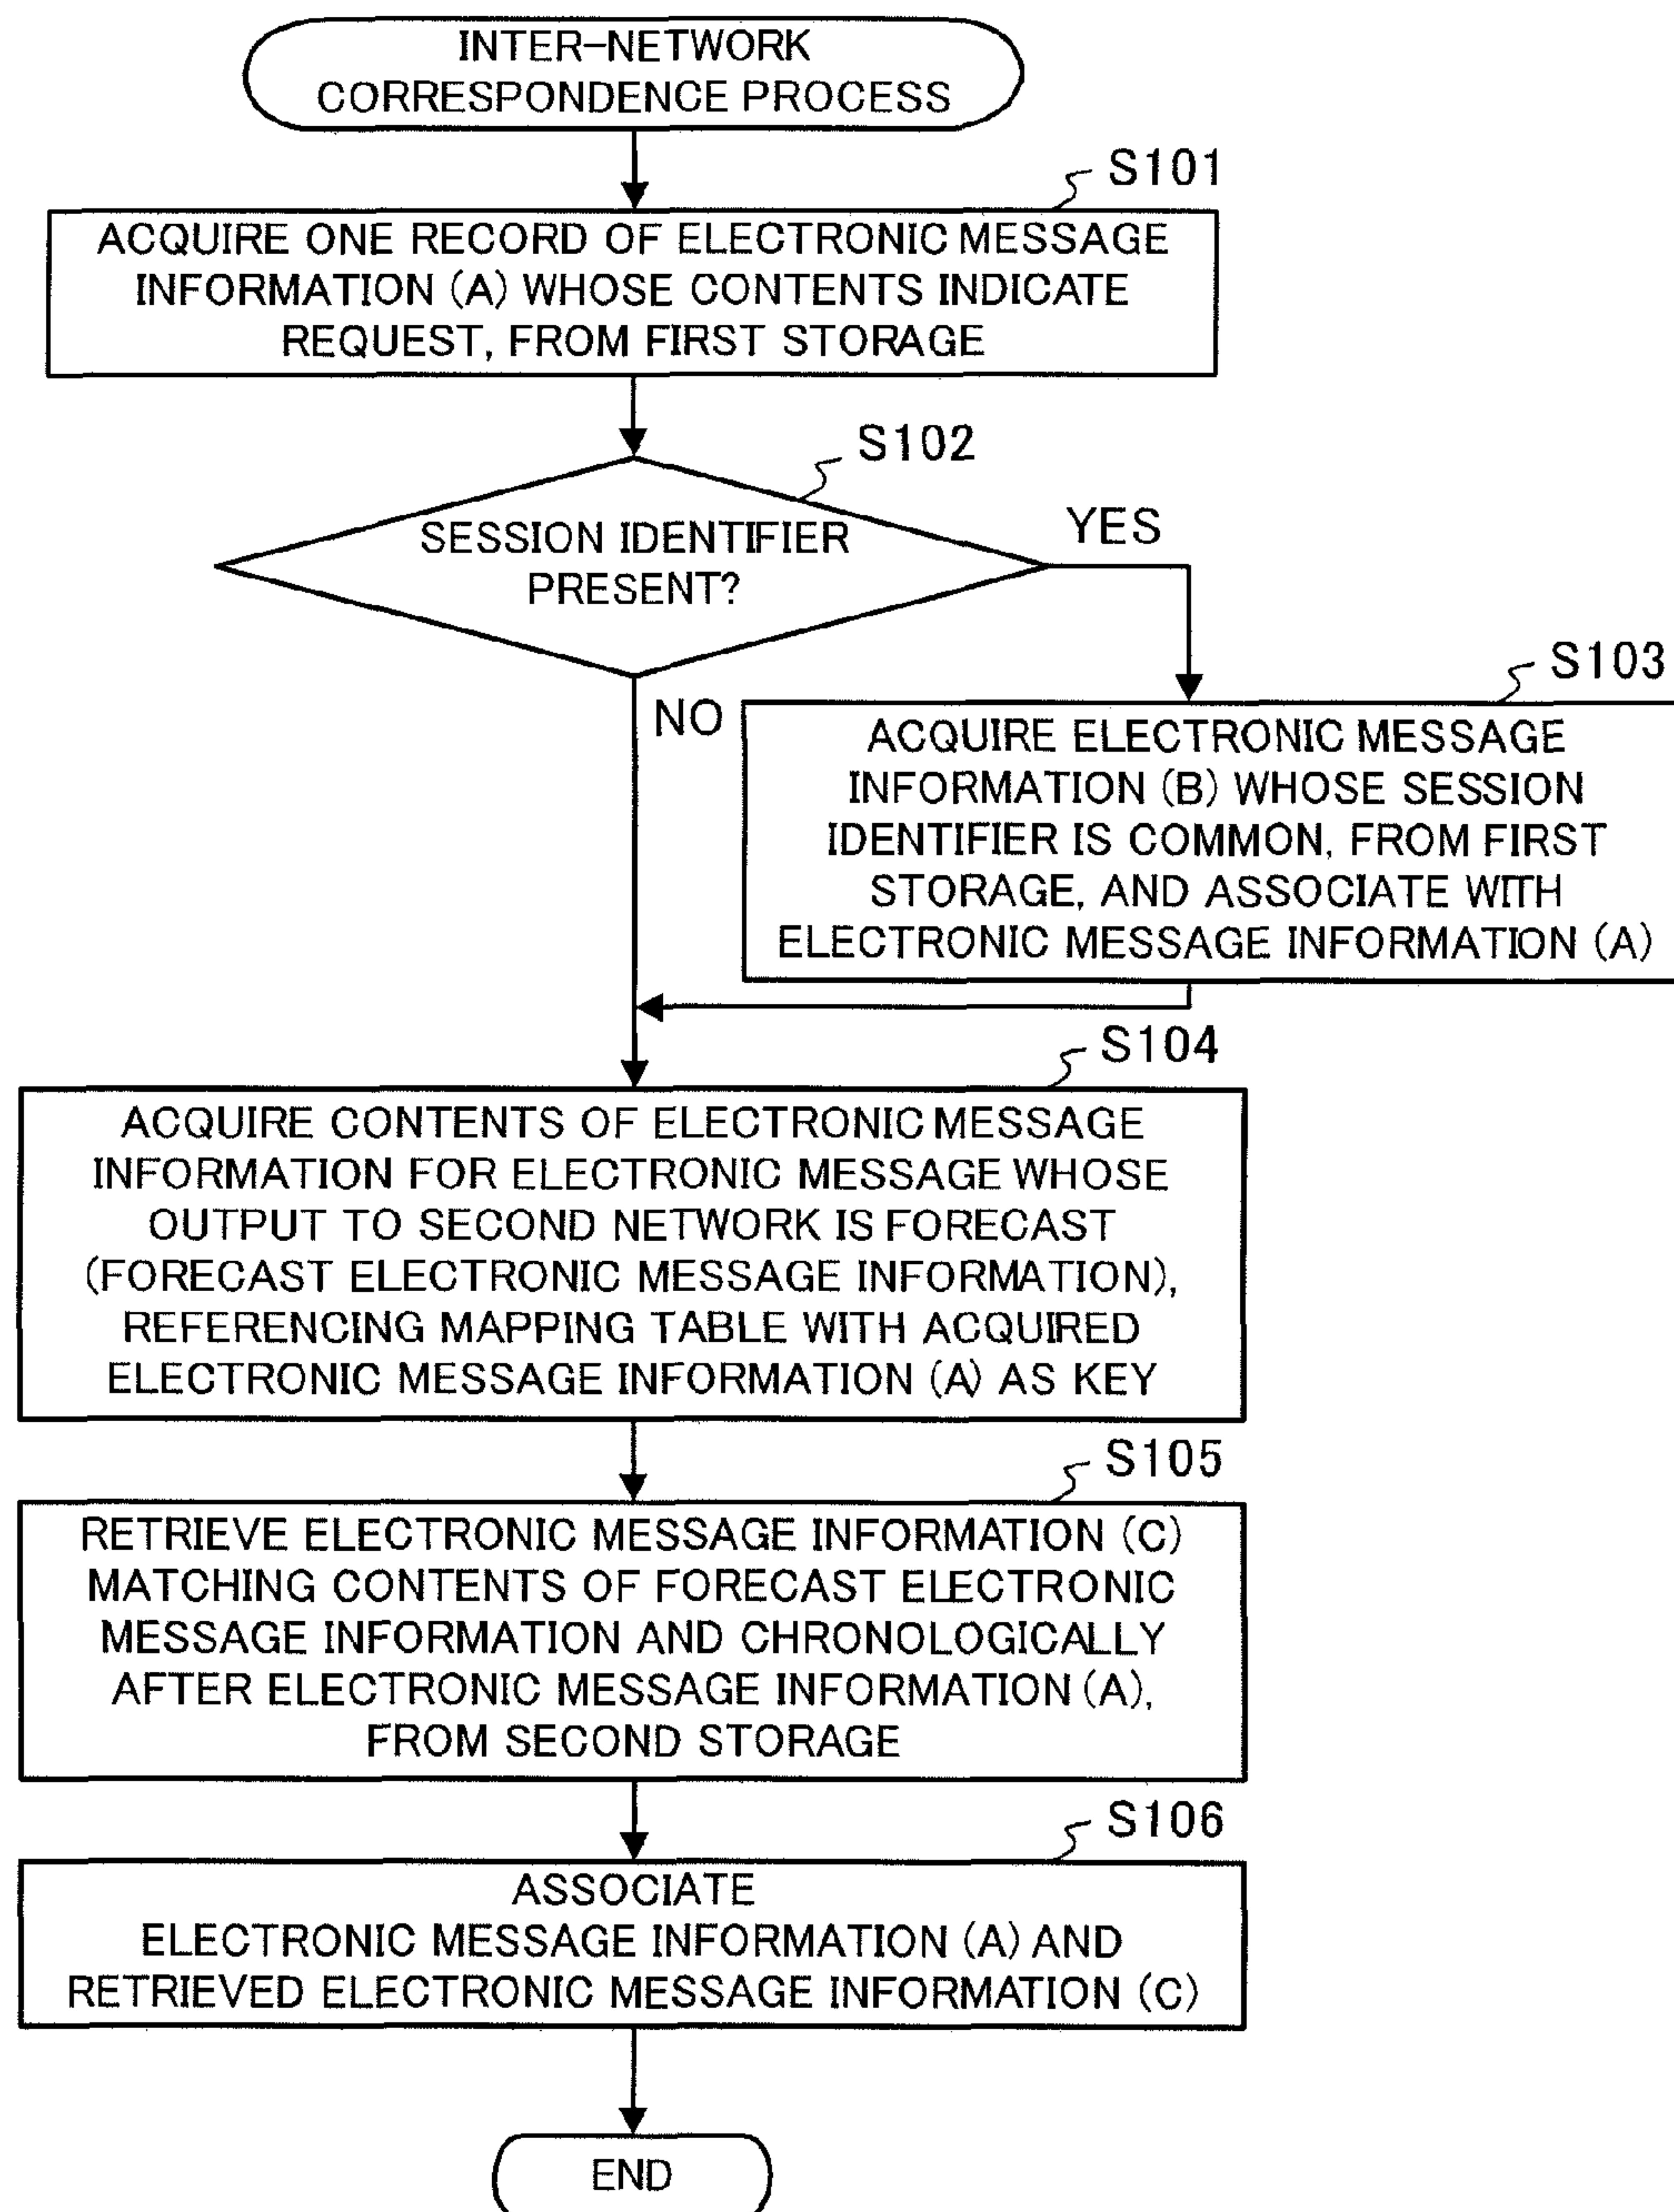 INTER-NETWORK
CORRESPONDENCE PROCESS
S101
ACQUIRE ONE RECORD OF ELECTRONIC MESSAGE
INFORMATION (A) WHOSE CONTENTS INDICATE
REQUEST, FROM FIRST STORAGE
S102
SESSION IDENTIFIER
PRESENT?
YES
NO
S103
ACQUIRE ELECTRONIC MESSAGE
INFORMATION (B) WHOSE SESSION
IDENTIFIER IS COMMON, FROM FIRST
STORAGE, AND ASSOCIATE WITH
ELECTRONIC MESSAGE INFORMATION (A)
S104
ACQUIRE CONTENTS OF ELECTRONIC MESSAGE
INFORMATION FOR ELECTRONIC MESSAGE WHOSE
OUTPUT TO SECOND NETWORK IS FORECAST
(FORECAST ELECTRONIC MESSAGE INFORMATION),
REFERENCING MAPPING TABLE WITH ACQUIRED
ELECTRONIC MESSAGE INFORMATION (A) AS KEY
S105
RETRIEVE ELECTRONIC MESSAGE INFORMATION (C)
MATCHING CONTENTS OF FORECAST ELECTRONIC
MESSAGE INFORMATION AND CHRONOLOGICALLY
AFTER ELECTRONIC MESSAGE INFORMATION (A),
FROM SECOND STORAGE
S106
ASSOCIATE
ELECTRONIC MESSAGE INFORMATION (A) AND
RETRIEVED ELECTRONIC MESSAGE INFORMATION (C)
END